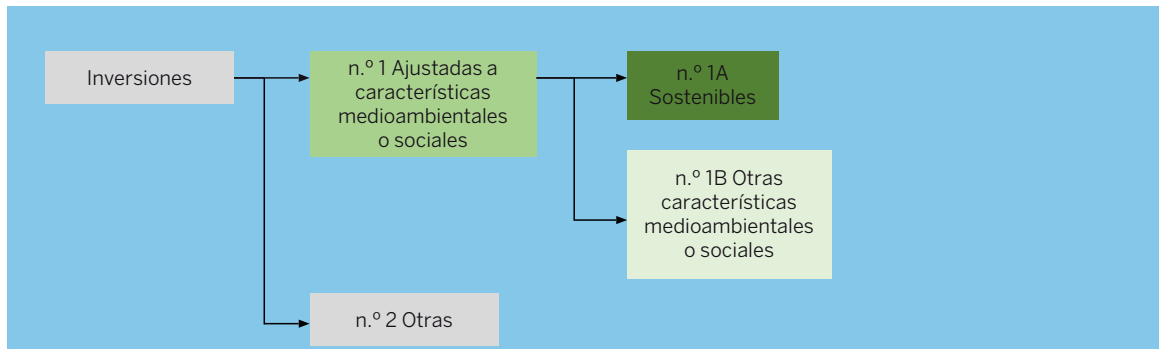 Inversiones
n.º 1 Ajustadas a
características
medioambientales
o sociales
n.º 1A
Sostenibles
n.º 1B Otras
características
medioambientales
o sociales
n.º 2 Otras